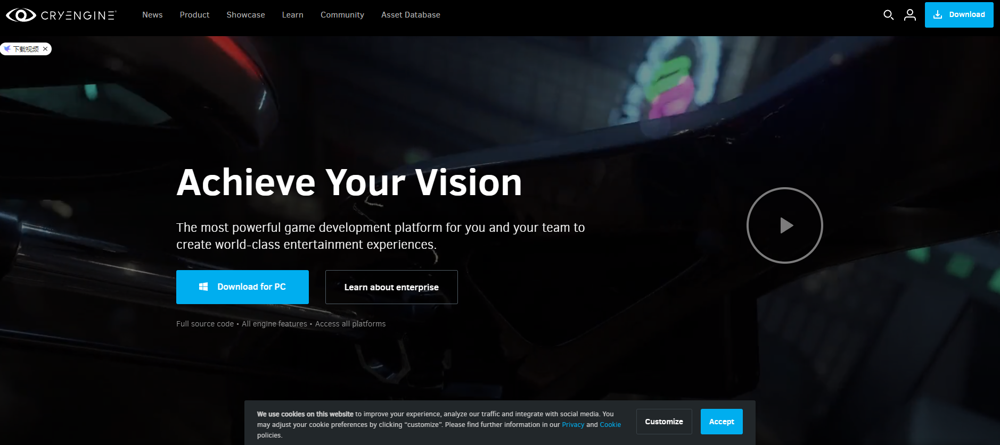 CRYENGINE®
News
Product
Showcase
Learn
Community
Asset Database
Download
下载视频
Achieve Your Vision
The most powerful game development platform for you and your team to
create world-class entertainment experiences.
Download for PC
Learn about enterprise
Full source code • All engine features • Access all platforms
We use cookies on this website to improve your experience, analyze our traffic and integrate with social media. You
may adjust your cookie preferences by clicking “customize”. Please find further information in our Privacy and Cookie
policies.
Customize
Accept